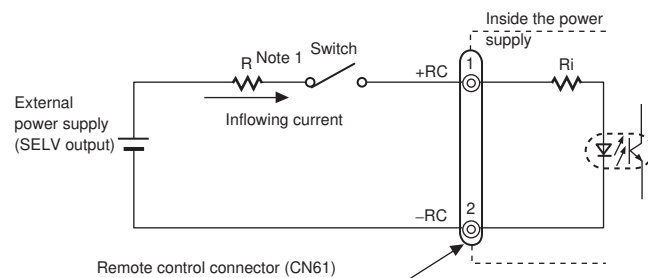 Inside the power
supply
R Note 1 Switch
+RC
1
Ri
Inflowing current
External
power supply
(SELV output)
2
–RC
Remote control connector (CN61)